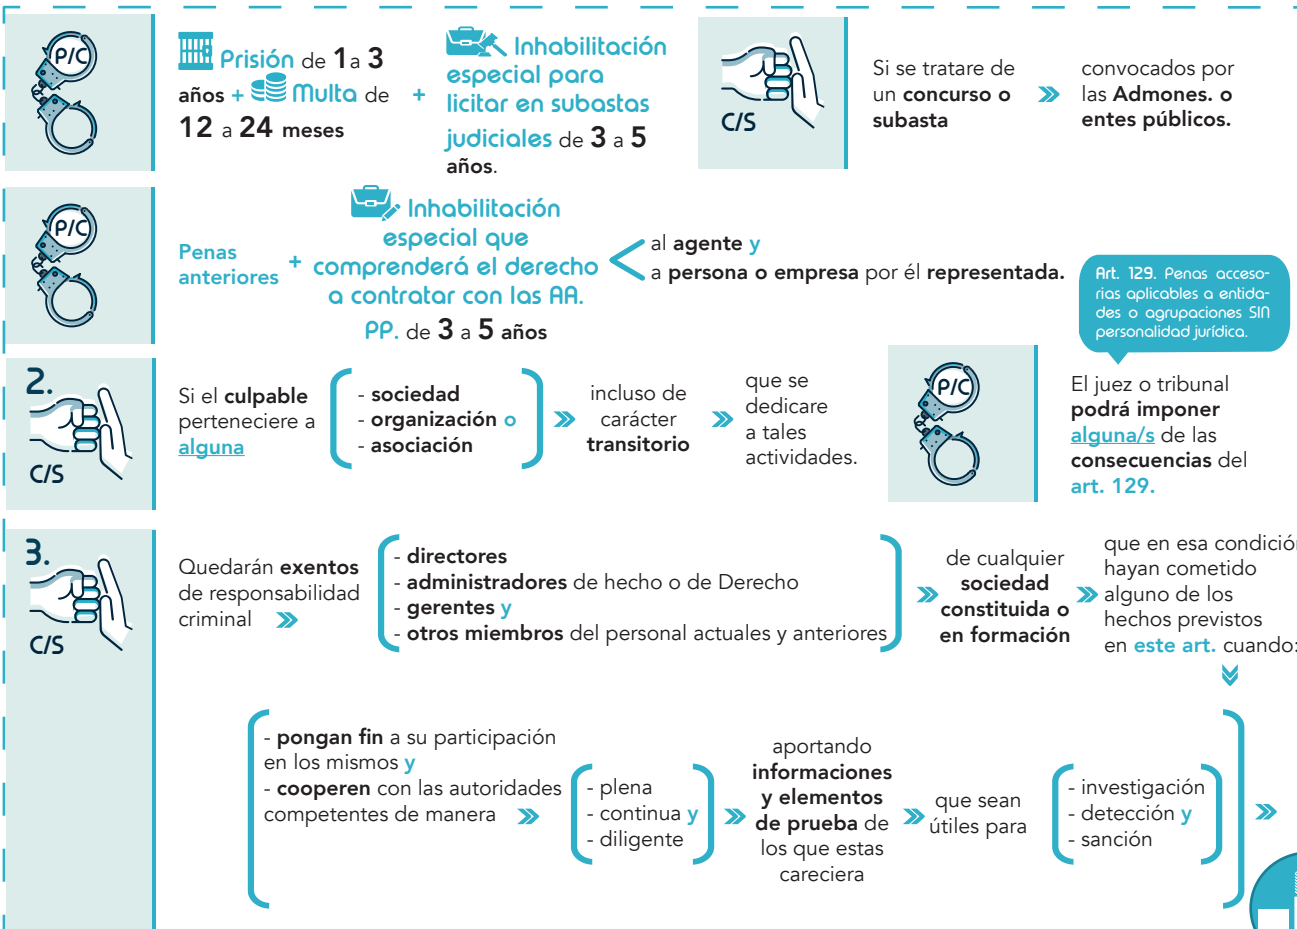 P/C
Prisión de 1 a 3
años + Multa de
12 a 24 meses
+
Inhabilitación
especial para
licitar en subastas
judiciales de 3 a 5
años.
C/S
Si se tratare de
un concurso o
subasta
convocados por
las Admones. o
entes públicos.
P/C
Penas
anteriores
+
Inhabilitación
especial que
comprenderá el derecho
a contratar con las AA.
PP. de 3 a 5 años
al agente y
a persona o empresa por él representada.
Art. 129. Penas acceso-
rias aplicables a entida-
des o agrupaciones SIN
personalidad jurídica.
2.
C/S
Si el culpable
perteneciere a
alguna
- sociedad
- organización o
- asociación
incluso de
carácter
transitorio
que se
dedicare
a tales
actividades.
P/C
El juez o tribunal
podrá imponer
alguna/s de las
consecuencias del
art. 129.
3.
C/S
Quedarán exentos
de responsabilidad
criminal
- directores
- administradores de hecho o de Derecho
- gerentes y
- otros miembros del personal actuales y anteriores
de cualquier
sociedad
constituida o
en formación
que en esa condición
hayan cometido
alguno de los
hechos previstos
en este art. cuando:
- pongan fin a su participación
en los mismos y
- cooperen con las autoridades
competentes de manera
- plena
- continua y
- diligente
aportando
informaciones
y elementos
de prueba de
los que estas
careciera
que sean
útiles para
- investigación
- detección y
- sanción